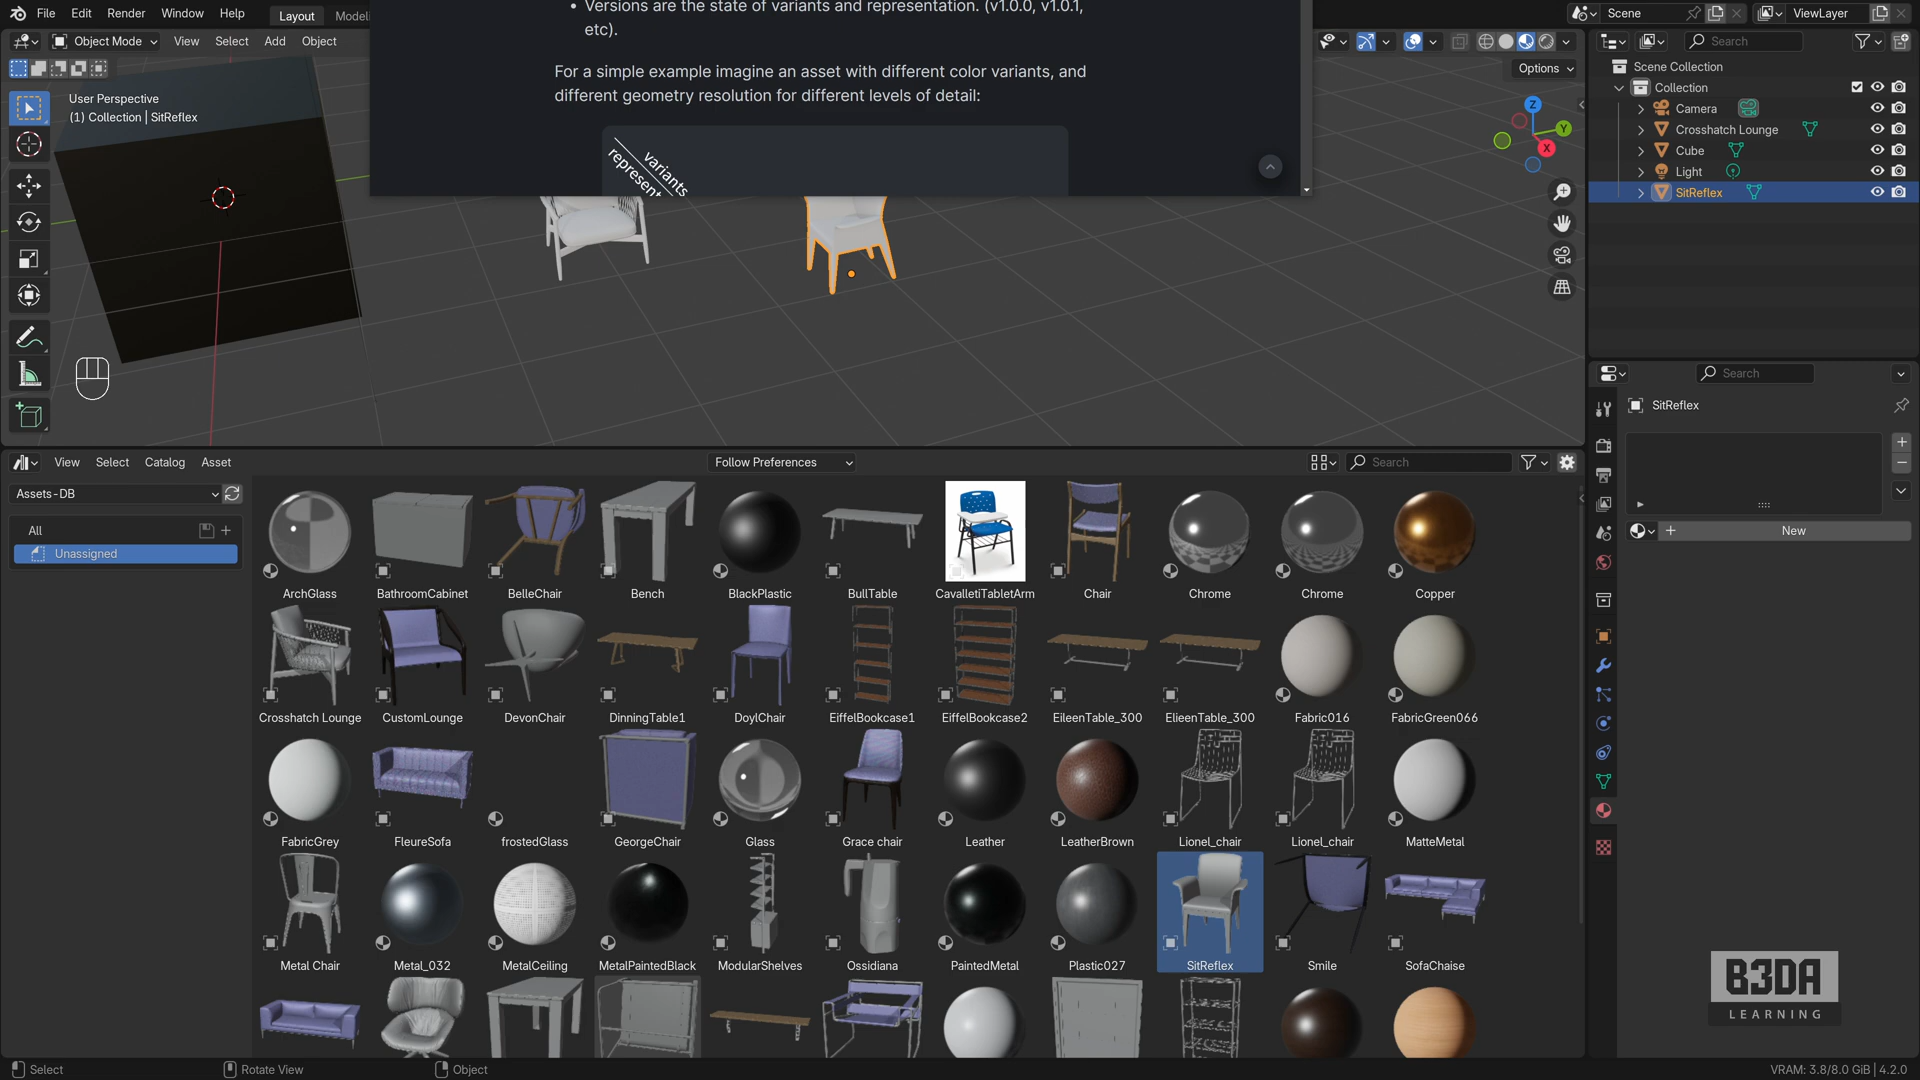 File Edit Render Window Help Layout Modeli
Scene ViewLayer
• Versions are the state of variants and representation. (v1.0.0, v1.0.1,
etc).
For a simple example imagine an asset with different color variants, and
different geometry resolution for different levels of detail:
variants
represent
Object Mode View Select Add Object
Options
User Perspective
(1) Collection | SitReflex
Z
Y
X
Search
Scene Collection
Collection
Camera
Crosshatch Lounge
Cube
Light
SitReflex
Search
SitReflex
New
View Select Catalog Asset Follow Preferences Search
Assets-DB
All
Unassigned
ArchGlass BathroomCabinet BelleChair Bench BlackPlastic BullTable CavalletiTabletArm Chair Chrome Chrome Copper
Crosshatch Lounge CustomLounge DevonChair DinningTable1 DoylChair EiffelBookcase1 EiffelBookcase2 EileenTable_300 ElieenTable_300 Fabric016 FabricGreen066
FabricGrey FleureSofa frostedGlass GeorgeChair Glass Grace chair Leather LeatherBrown Lionel_chair Lionel_chair MatteMetal
Metal Chair Metal_032 MetalCeiling MetalPaintedBlack ModularShelves Ossidiana PaintedMetal Plastic027 SitReflex Smile SofaChaise
B3DA
LEARNING
Select Rotate View Object VRAM: 3.8/8.0 GiB | 4.2.0